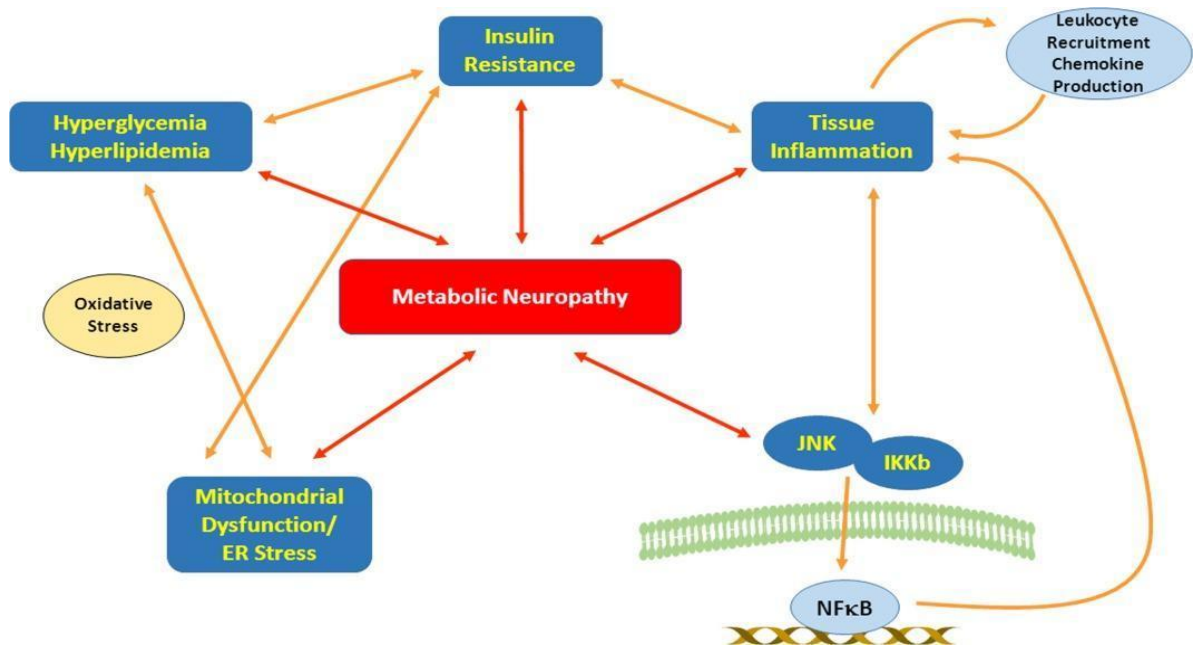 Insulin
Resistance
Leukocyte
Recruitment
Chemokine
Production
Hyperglycemia
Hyperlipidemia
Tissue
Inflammation
Metabolic Neuropathy
Oxidative
Stress
JNK
IKKb
Mitochondrial
Dysfunction/
ER Stress
NFκB